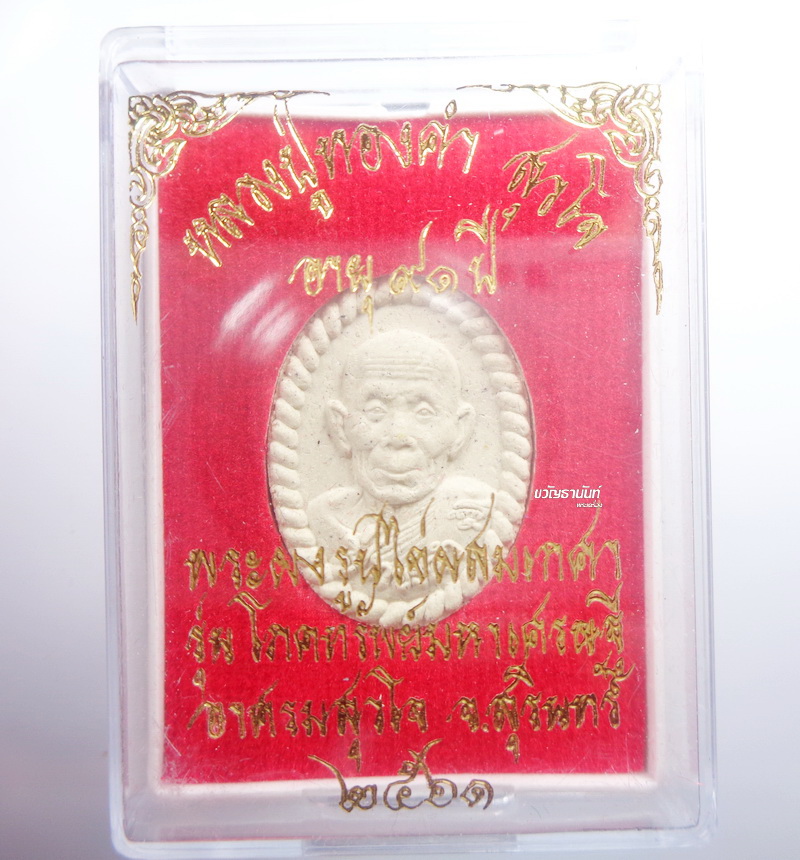 หลวงปู่ทองคำ สุวโจ
อายุ ๙๑ ปี
ขวัญธานันท์
พระผงรูปไข่ผสมเกศา
รุ่น โภคทรัพย์มหาเศรษฐี
อาศรมสุวโจ จ.สุรินทร์
๒๕๖๑